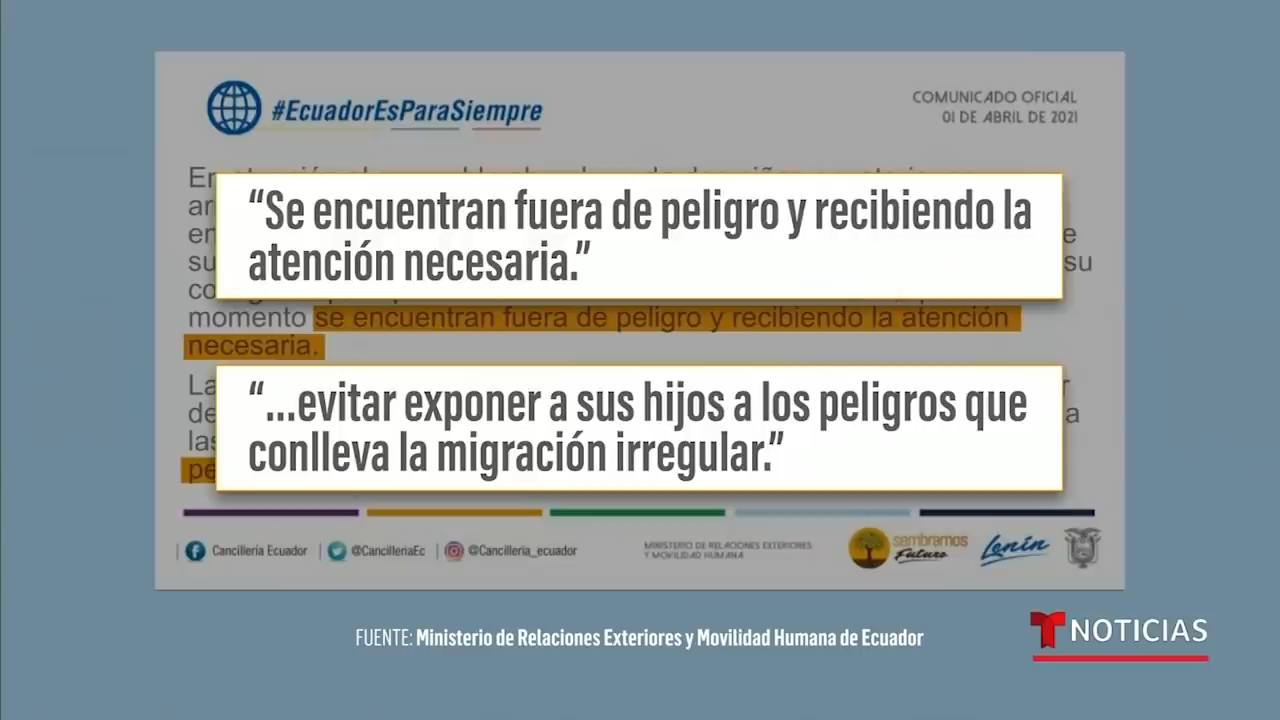 #EcuadorEsParaSiempre
COMUNICADO OFICIAL
01 DE ABRIL DE 2021
“Se encuentran fuera de peligro y recibiendo la
atención necesaria.”
su
momento se encuentran fuera de peligro y recibiendo la atención
necesaria.
“...evitar exponer a sus hijos a los peligros que
conlleva la migración irregular.”
Cancillería Ecuador
@CancilleriaEc
@Cancilleria_ecuador
MINISTERIO DE RELACIONES EXTERIORES
Y MOVILIDAD HUMANA
sembramos
Futuro
Lenín
FUENTE: Ministerio de Relaciones Exteriores y Movilidad Humana de Ecuador
NOTICIAS